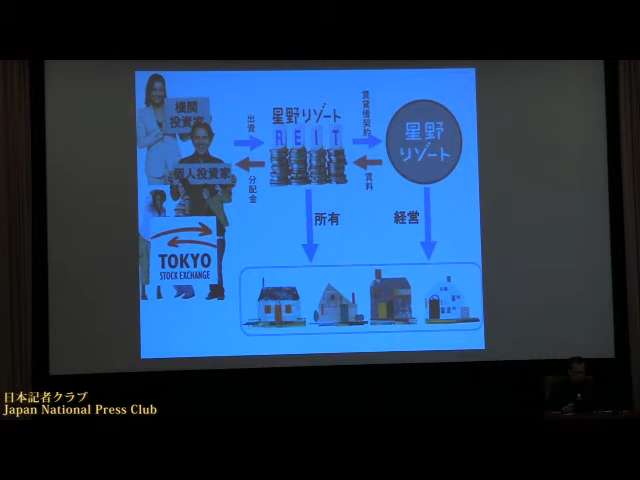 機関
投資家
個人投資家
TOKYO
STOCK EXCHANGE
出資
分配金
星野リゾート
REIT
賃貸借契約
賃料
星野
リゾート
所有
経営
日本記者クラブ
Japan National Press Club